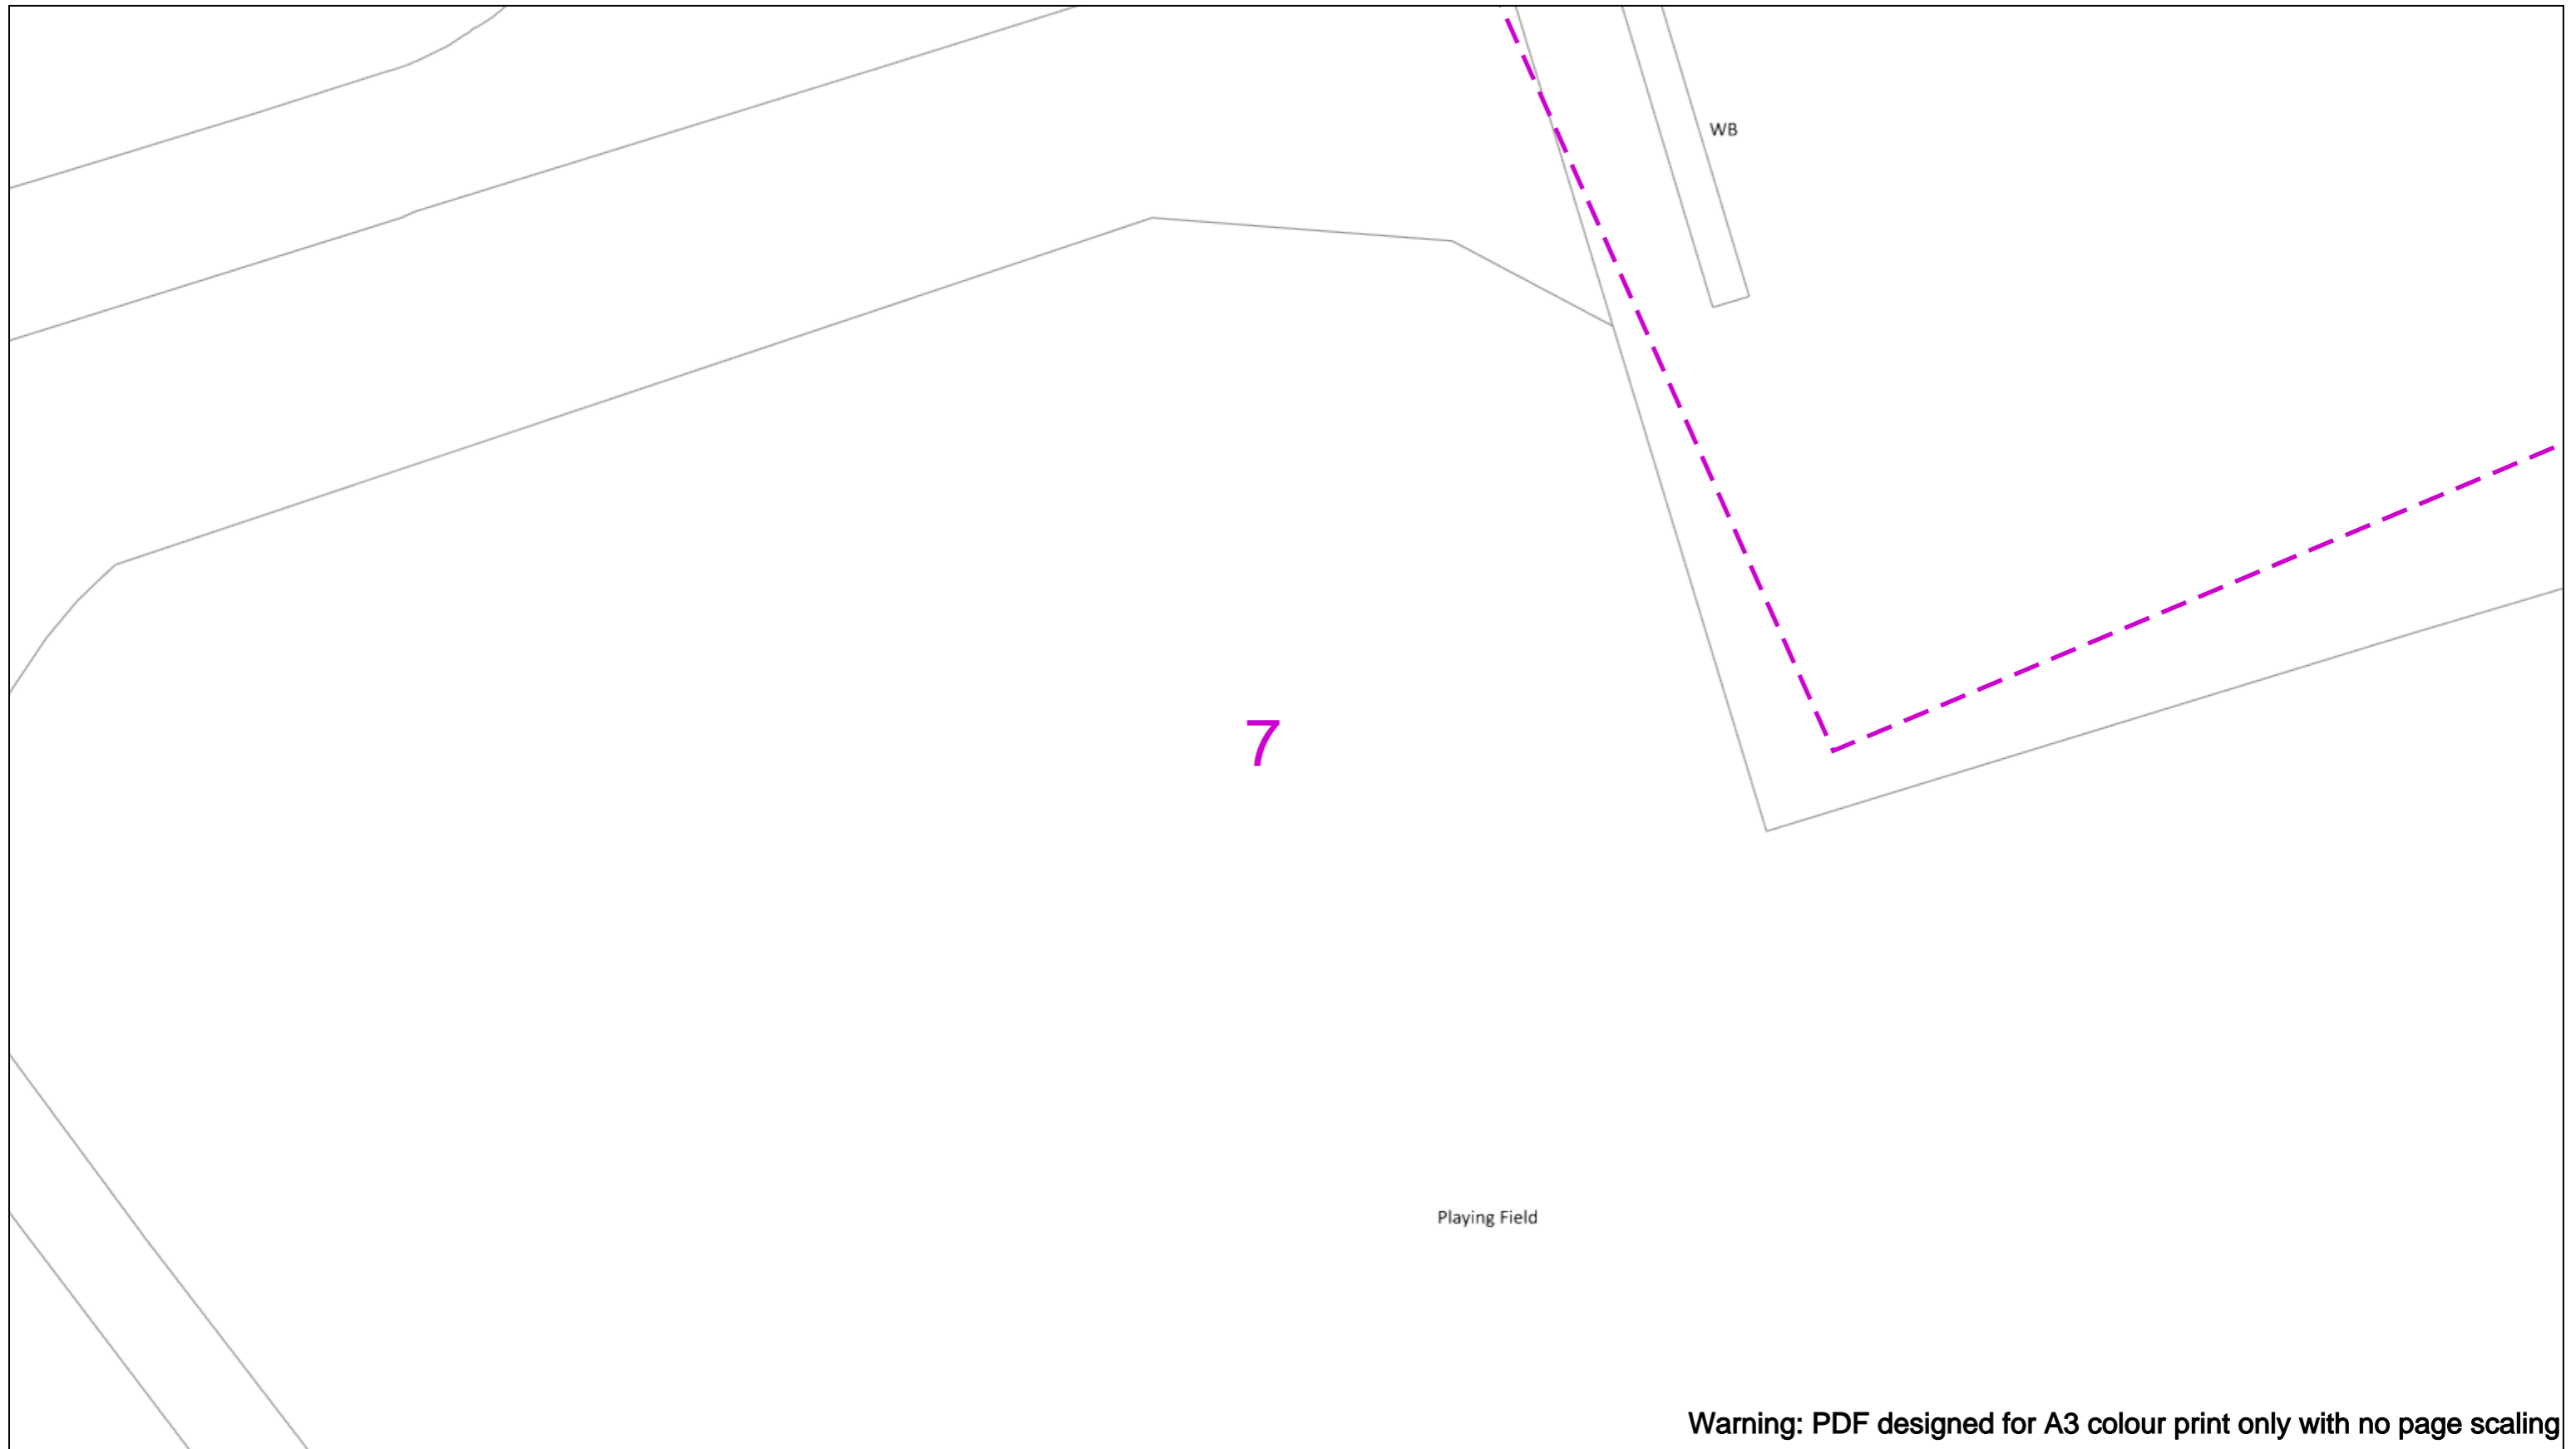 WB
7
Playing Field
Warning: PDF designed for A3 colour print only with no page scaling